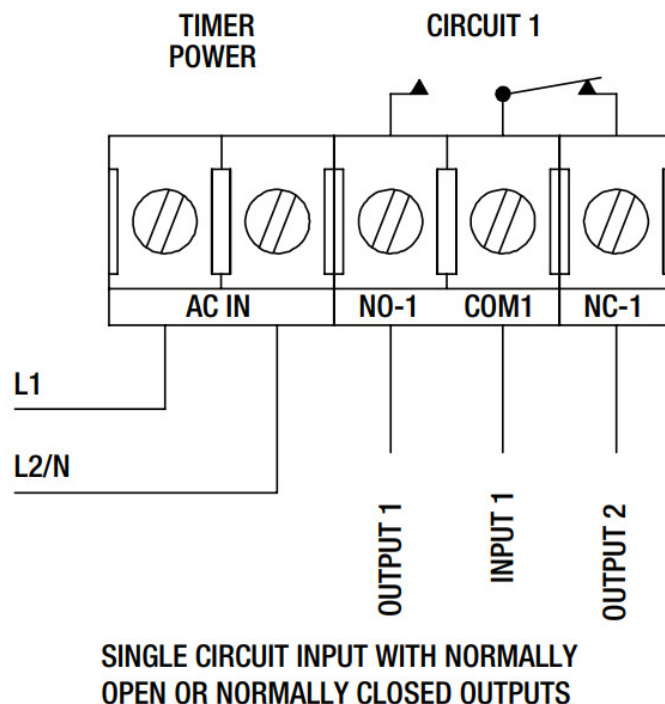 TIMER
POWER
CIRCUIT 1
AC IN
NO-1
COM1
NC-1
L1
L2/N
OUTPUT 1
INPUT 1
OUTPUT 2
SINGLE CIRCUIT INPUT WITH NORMALLY
OPEN OR NORMALLY CLOSED OUTPUTS